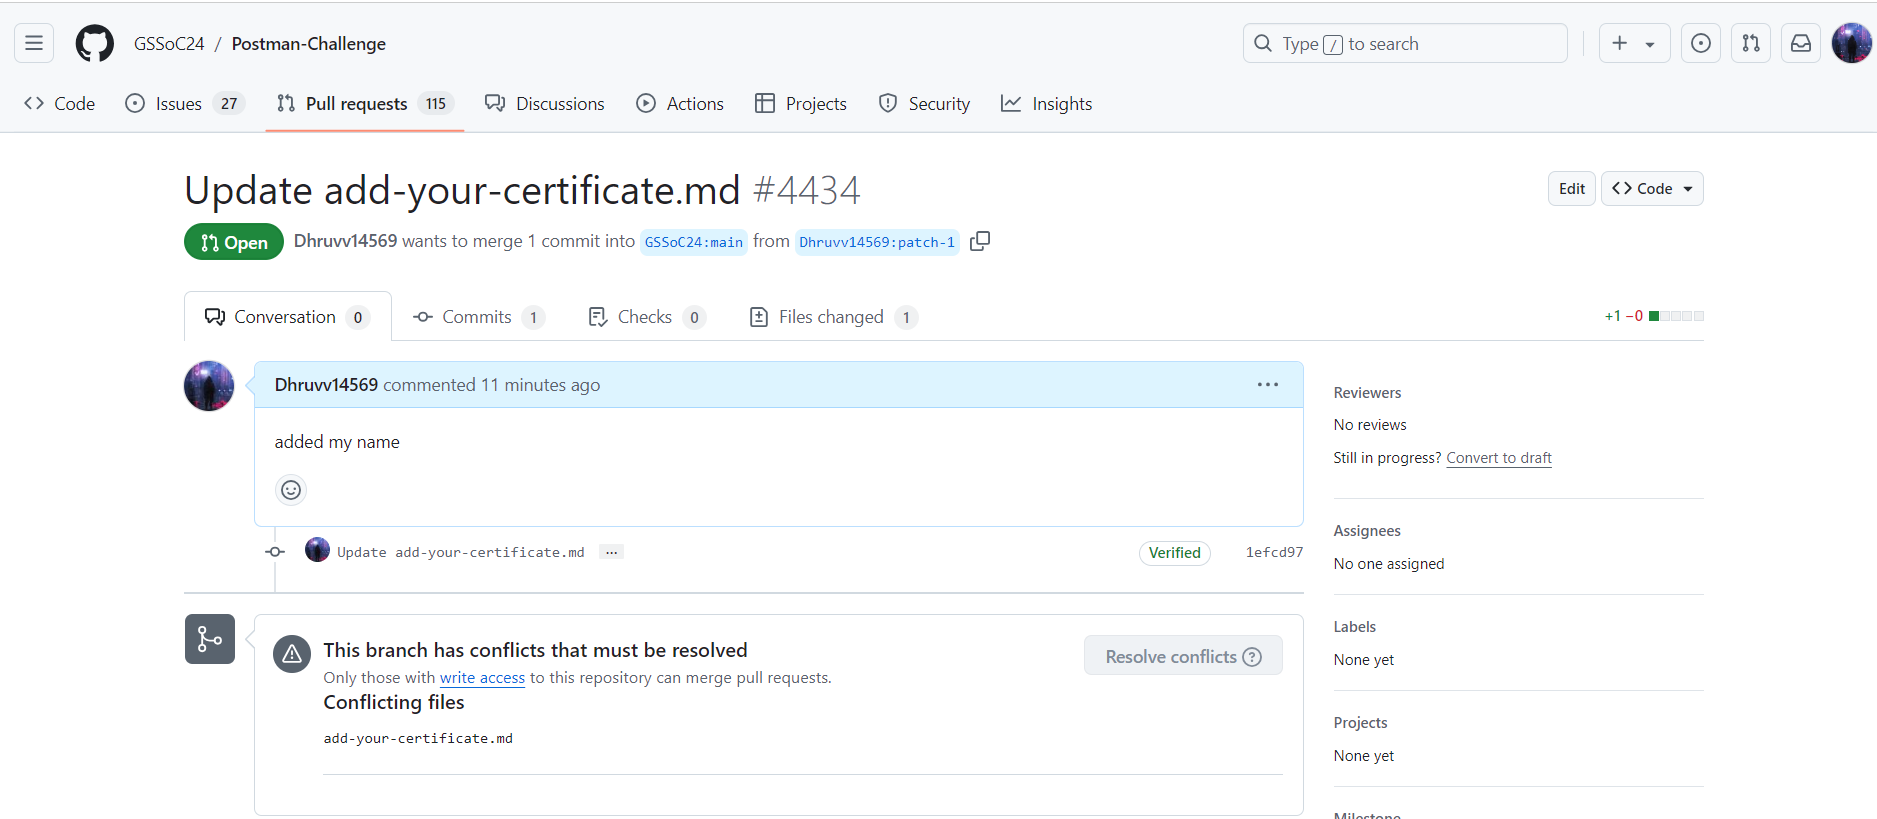 GSSoC24 / Postman-Challenge
Type / to search
Code
Issues 27
Pull requests 115
Discussions
Actions
Projects
Security
Insights
Update add-your-certificate.md #4434
Edit
Code
Open
Dhruvv14569 wants to merge 1 commit into GSSoC24:main from Dhruvv14569:patch-1
Conversation 0
Commits 1
Checks 0
Files changed 1
+1 −0
Dhruvv14569 commented 11 minutes ago
added my name
Update add-your-certificate.md ...
Verified
1efcd97
This branch has conflicts that must be resolved
Only those with write access to this repository can merge pull requests.
Resolve conflicts
Conflicting files
add-your-certificate.md
Reviewers
No reviews
Still in progress? Convert to draft
Assignees
No one assigned
Labels
None yet
Projects
None yet
Milestone